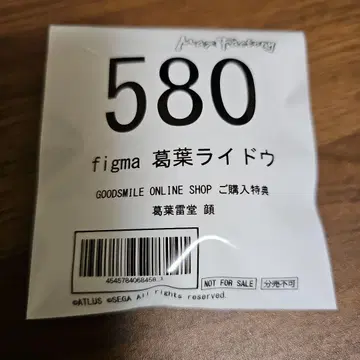 Max Factory
580
figma 葛葉ライドウ
GOODSMILE ONLINE SHOP ご購入特典
葛葉雷堂 顔
NOT FOR SALE 分売不可
©ATLUS ©SEGA All rights reserved.